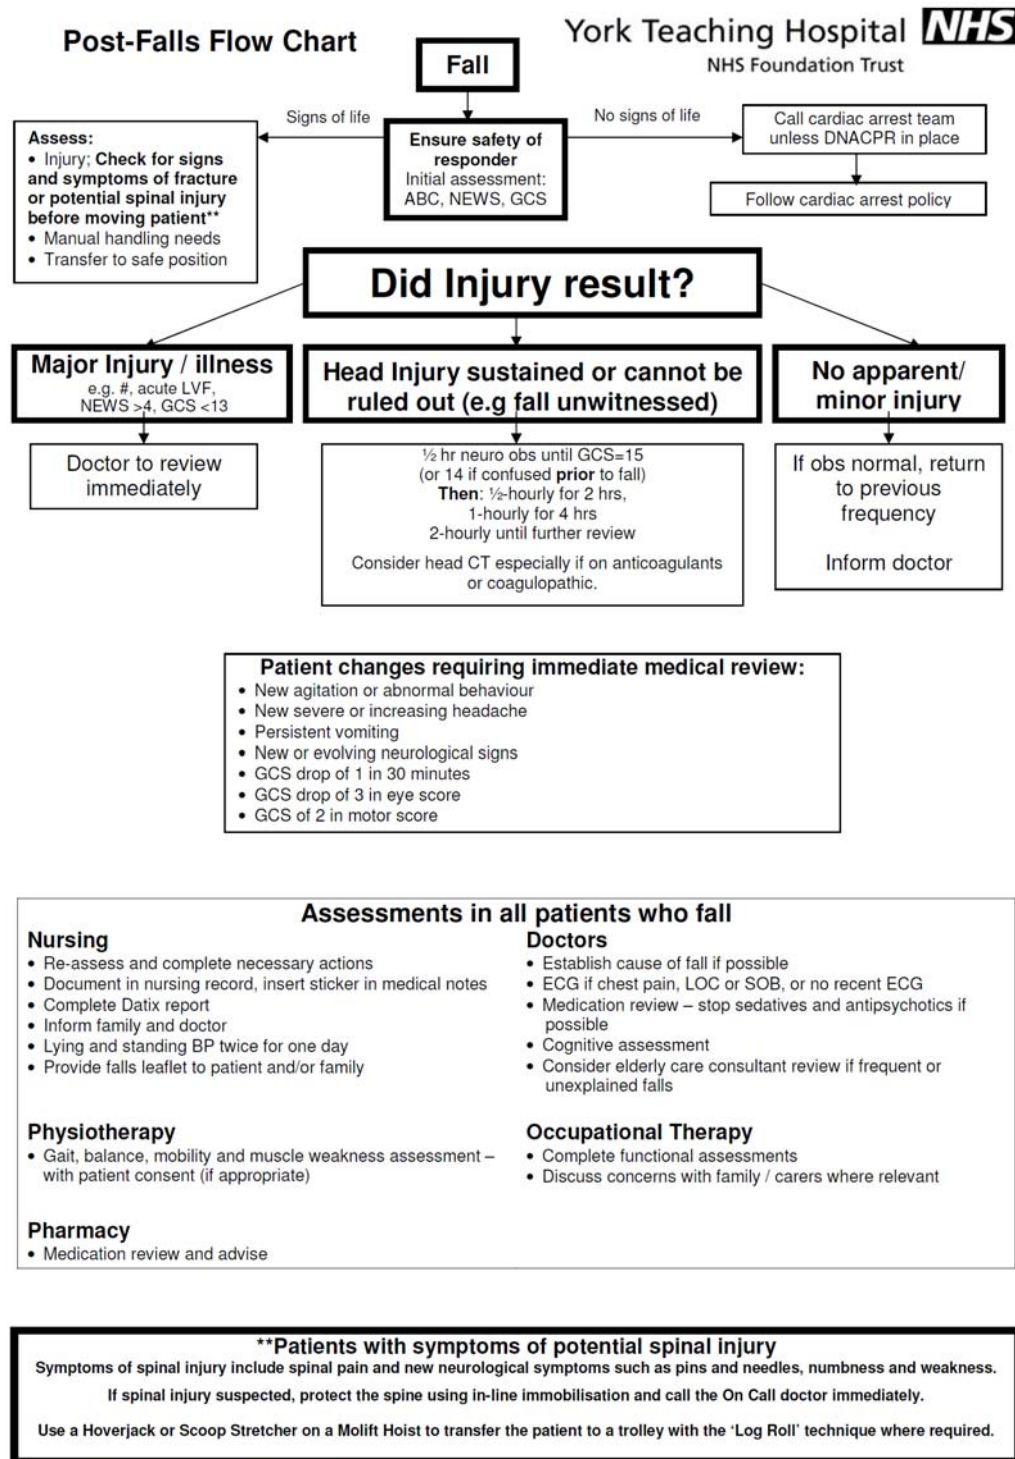 Post-Falls Flow Chart
York Teaching Hospital NHS
NHS Foundation Trust
Fall
Signs of life
No signs of life
Ensure safety of
responder
Initial assessment:
ABC, NEWS, GCS
Call cardiac arrest team
unless DNACPR in place
Follow cardiac arrest policy
Assess:
• Injury; Check for signs
and symptoms of fracture
or potential spinal injury
before moving patient**
• Manual handling needs
• Transfer to safe position
Did Injury result?
Major Injury / illness
e.g. #, acute LVF,
NEWS >4, GCS <13
Doctor to review
immediately
Head Injury sustained or cannot be
ruled out (e.g fall unwitnessed)
½ hr neuro obs until GCS=15
(or 14 if confused prior to fall)
Then: ½-hourly for 2 hrs,
1-hourly for 4 hrs
2-hourly until further review
Consider head CT especially if on anticoagulants
or coagulopathic.
No apparent/
minor injury
If obs normal, return
to previous
frequency
Inform doctor
Patient changes requiring immediate medical review:
• New agitation or abnormal behaviour
• New severe or increasing headache
• Persistent vomiting
• New or evolving neurological signs
• GCS drop of 1 in 30 minutes
• GCS drop of 3 in eye score
• GCS of 2 in motor score
Assessments in all patients who fall
Nursing
• Re-assess and complete necessary actions
• Document in nursing record, insert sticker in medical notes
• Complete Datix report
• Inform family and doctor
• Lying and standing BP twice for one day
• Provide falls leaflet to patient and/or family
Doctors
• Establish cause of fall if possible
• ECG if chest pain, LOC or SOB, or no recent ECG
• Medication review – stop sedatives and antipsychotics if
possible
• Cognitive assessment
• Consider elderly care consultant review if frequent or
unexplained falls
Physiotherapy
• Gait, balance, mobility and muscle weakness assessment –
with patient consent (if appropriate)
Occupational Therapy
• Complete functional assessments
• Discuss concerns with family / carers where relevant
Pharmacy
• Medication review and advise
**Patients with symptoms of potential spinal injury
Symptoms of spinal injury include spinal pain and new neurological symptoms such as pins and needles, numbness and weakness.
If spinal injury suspected, protect the spine using in-line immobilisation and call the On Call doctor immediately.
Use a Hoverjack or Scoop Stretcher on a Molift Hoist to transfer the patient to a trolley with the ‘Log Roll’ technique where required.